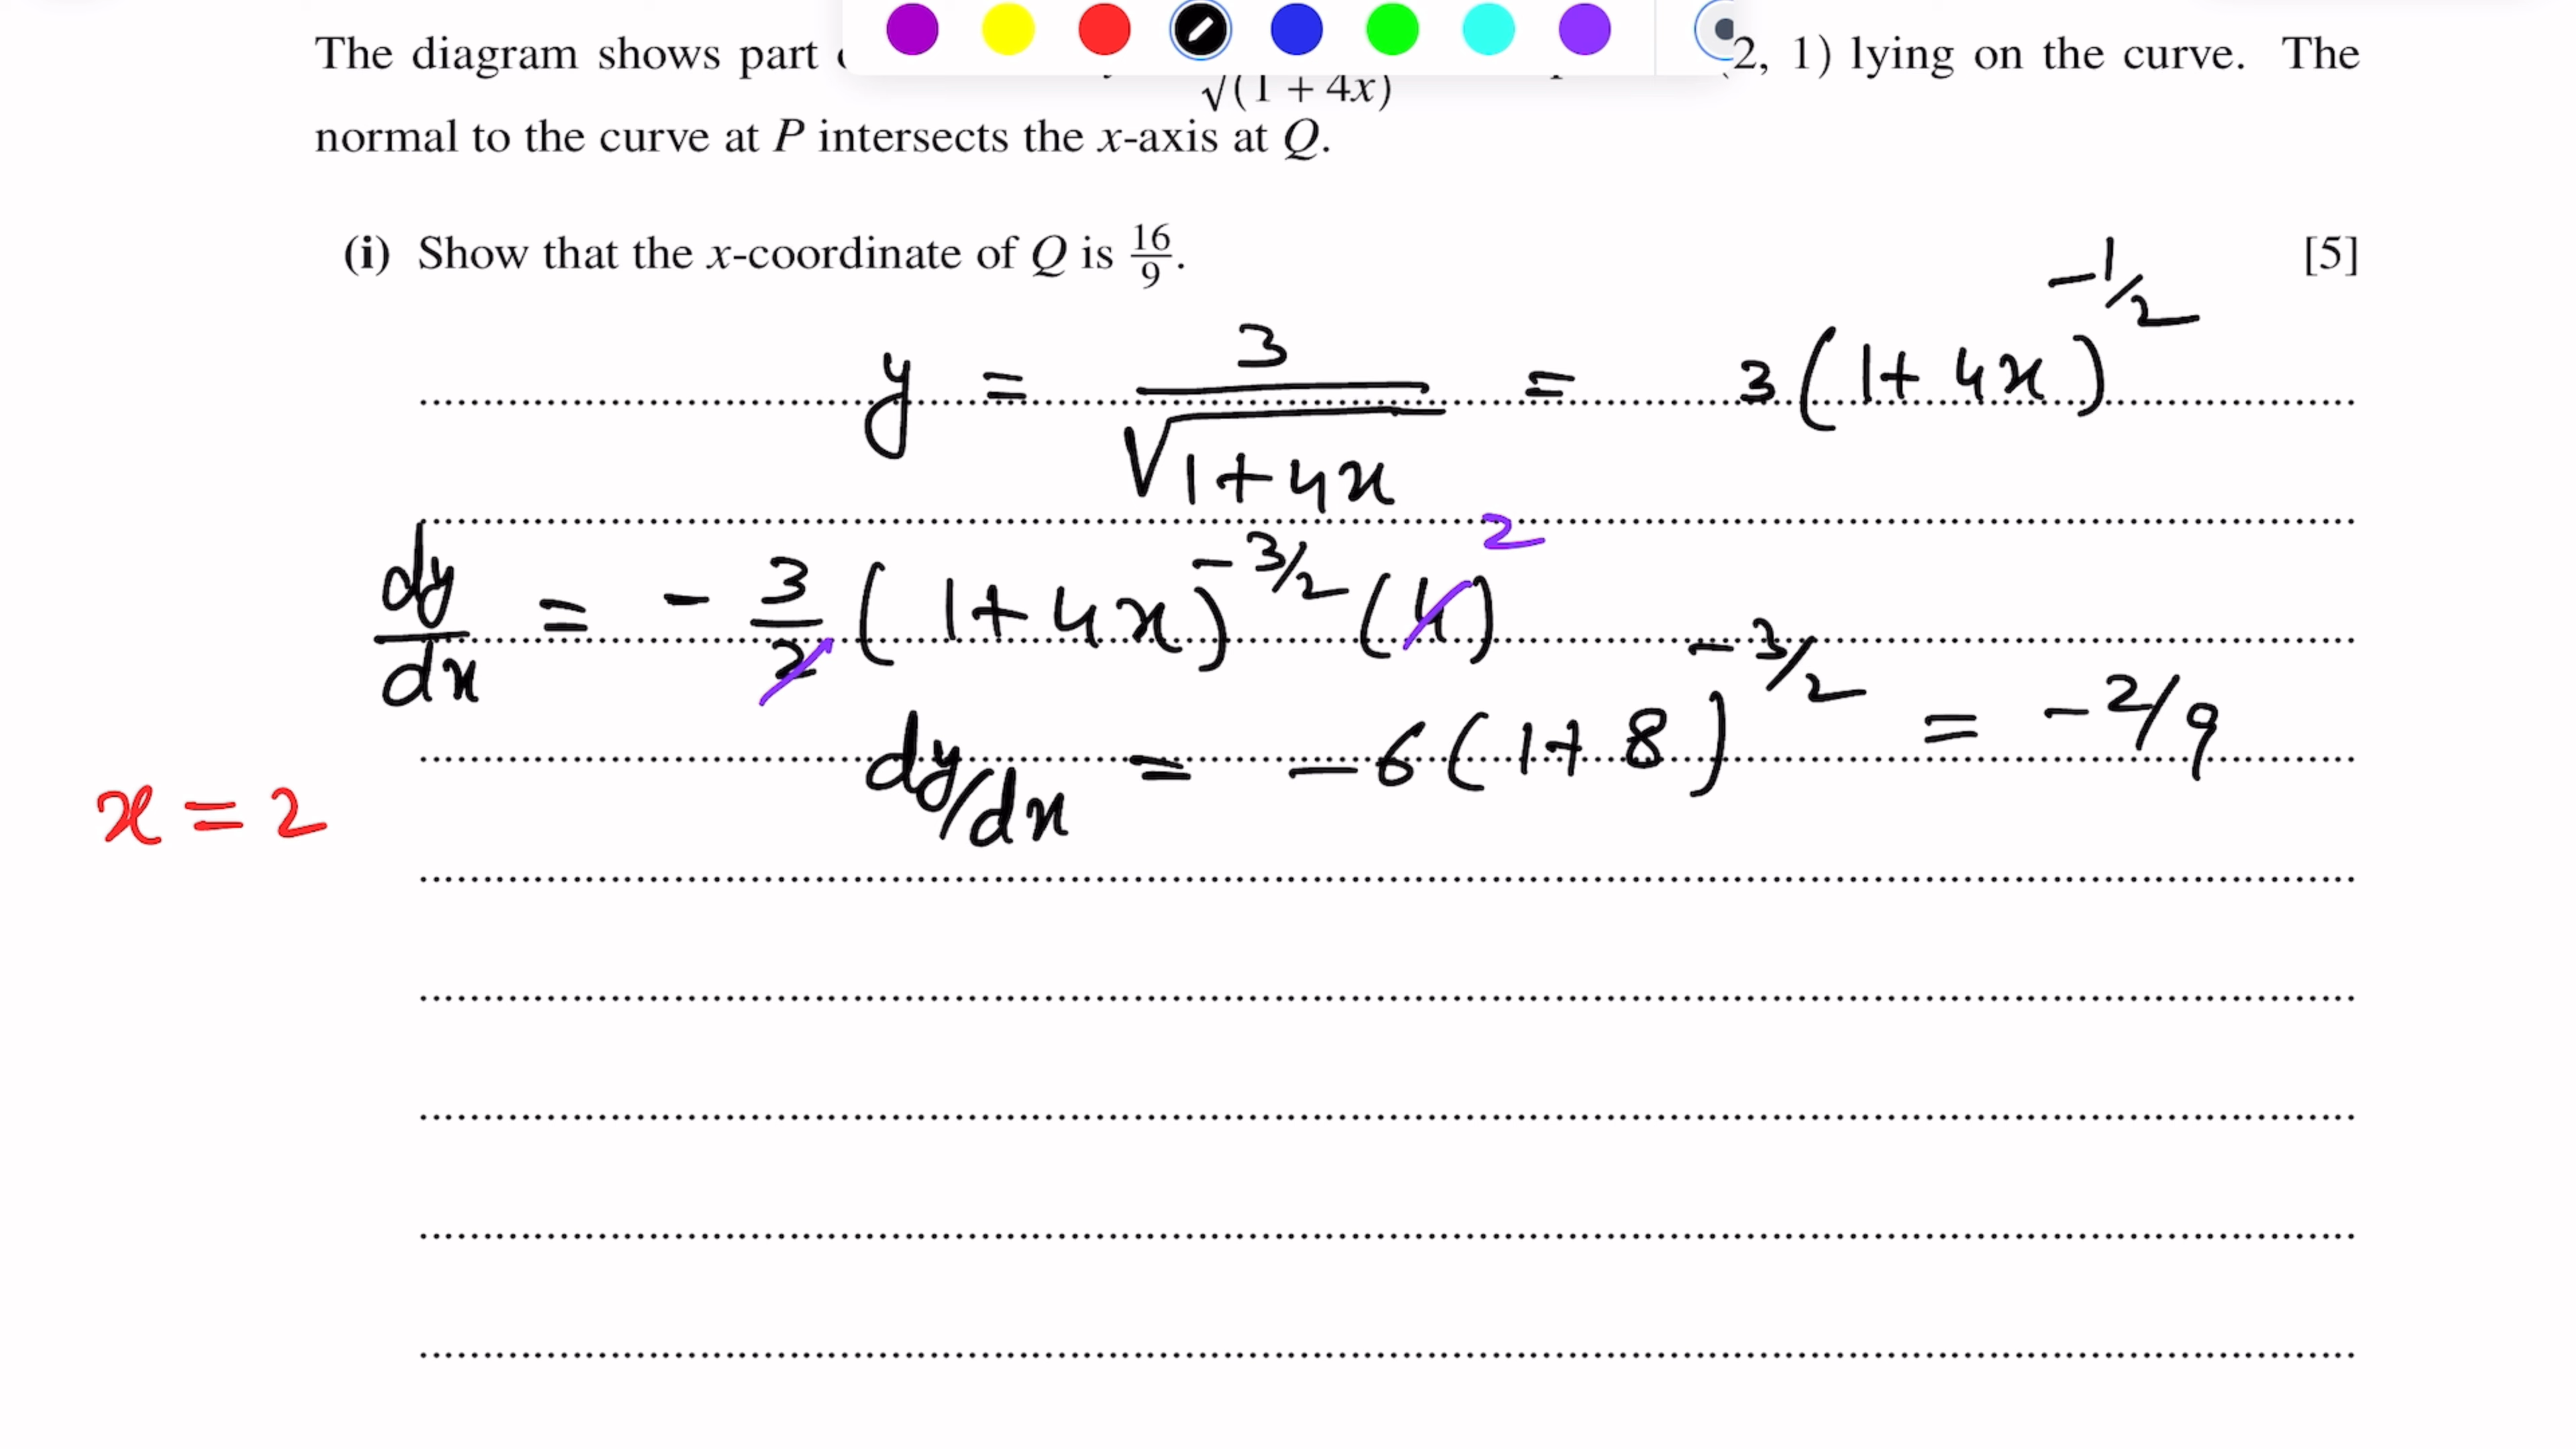 The diagram shows part 2, 1) lying on the curve. The
√(1 + 4x)
normal to the curve at P intersects the x-axis at Q.
(i) Show that the x-coordinate of Q is 16/9. [5]
y = 3/√(1+4x) = 3(1+4x)^(-1/2)
dy/dx = - 3/2 (1+4x)^(-3/2) (4) 2
dy/dx = -6(1+8)^(-3/2) = -2/9
x = 2